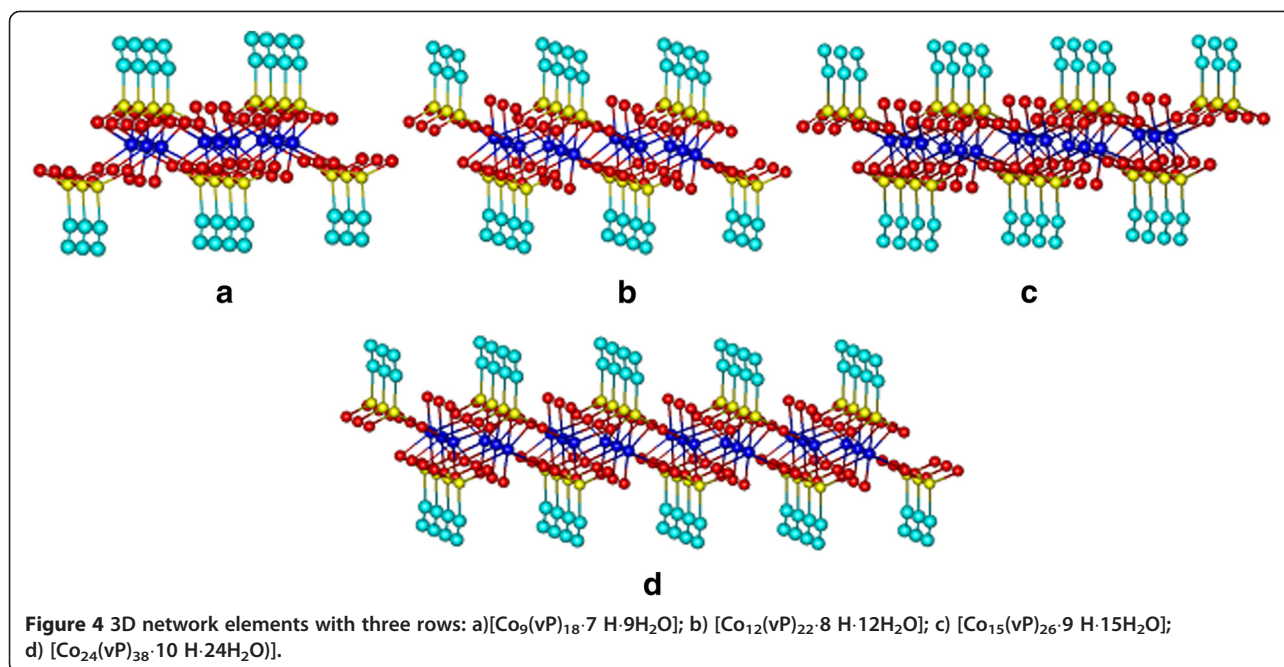 a
b
c
d
Figure 4 3D network elements with three rows: a)[Co₉(vP)₁₈·7 H·9H₂O]; b) [Co₁₂(vP)₂₂·8 H·12H₂O]; c) [Co₁₅(vP)₂₆·9 H·15H₂O];
d) [Co₂₄(vP)₃₈·10 H·24H₂O)].